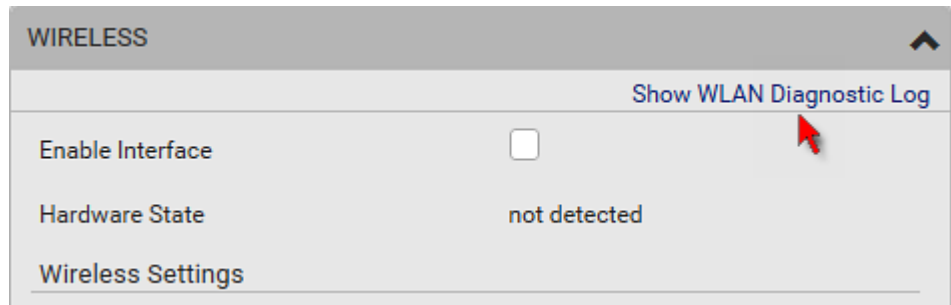 WIRELESS
Show WLAN Diagnostic Log
Enable Interface
Hardware State not detected
Wireless Settings